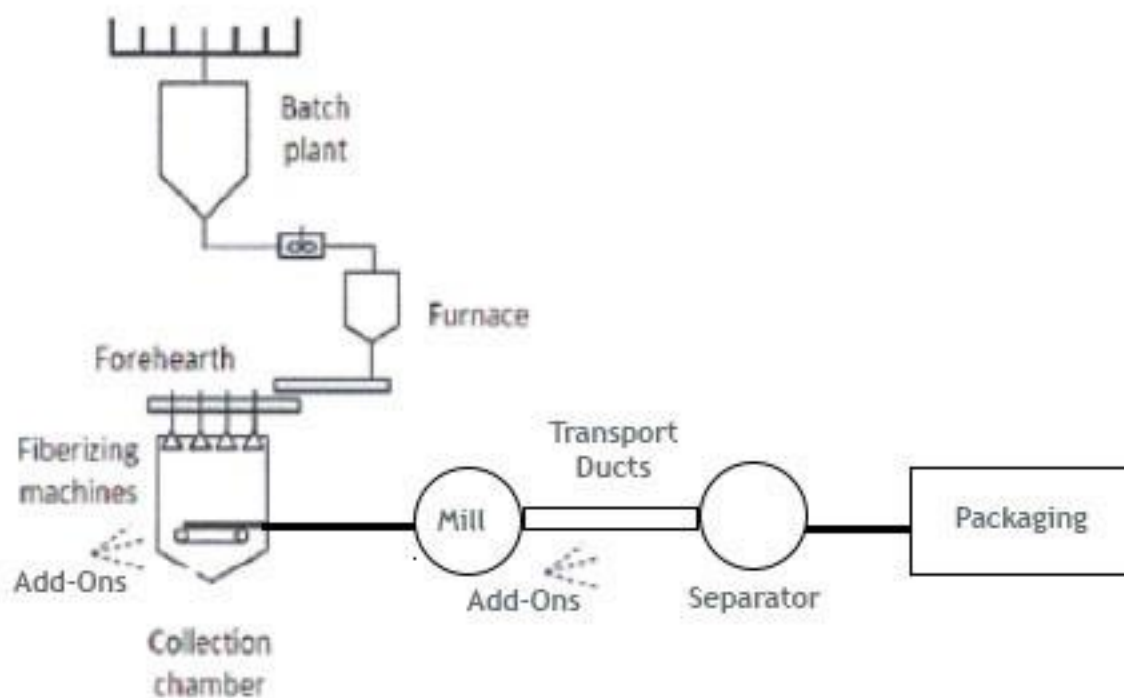 Batch
plant
Furnace
Forehearth
Fiberizing
machines
Add-Ons
Collection
chamber
Mill
Transport
Ducts
Add-Ons
Separator
Packaging